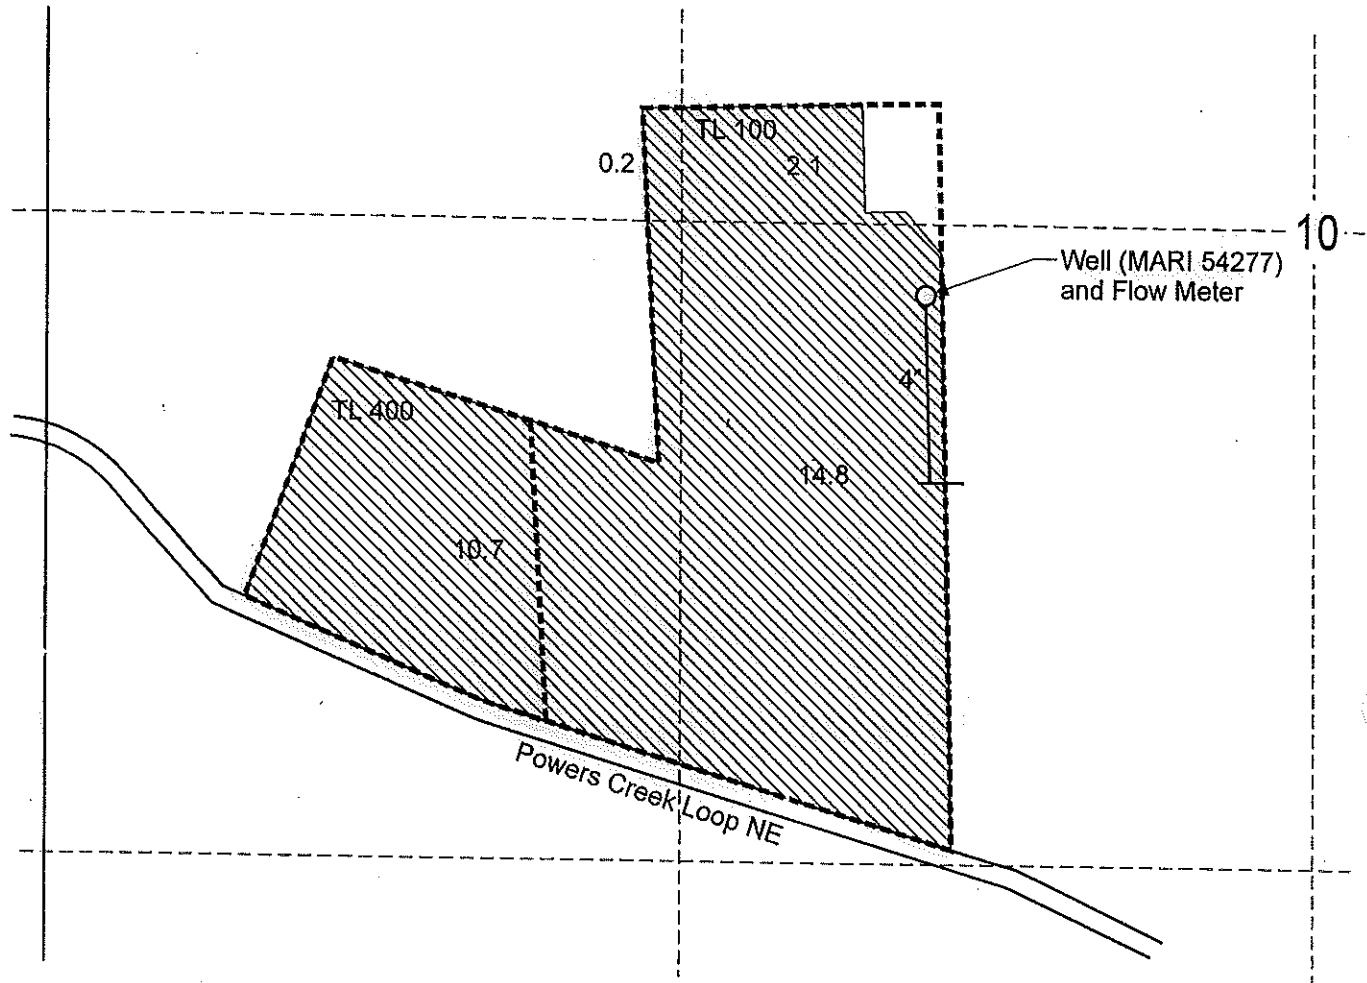 TL 100
0.2
2.1
10
Well (MARI 54277)
and Flow Meter
4"
TL 400
14.8
10.7
Powers Creek Loop NE